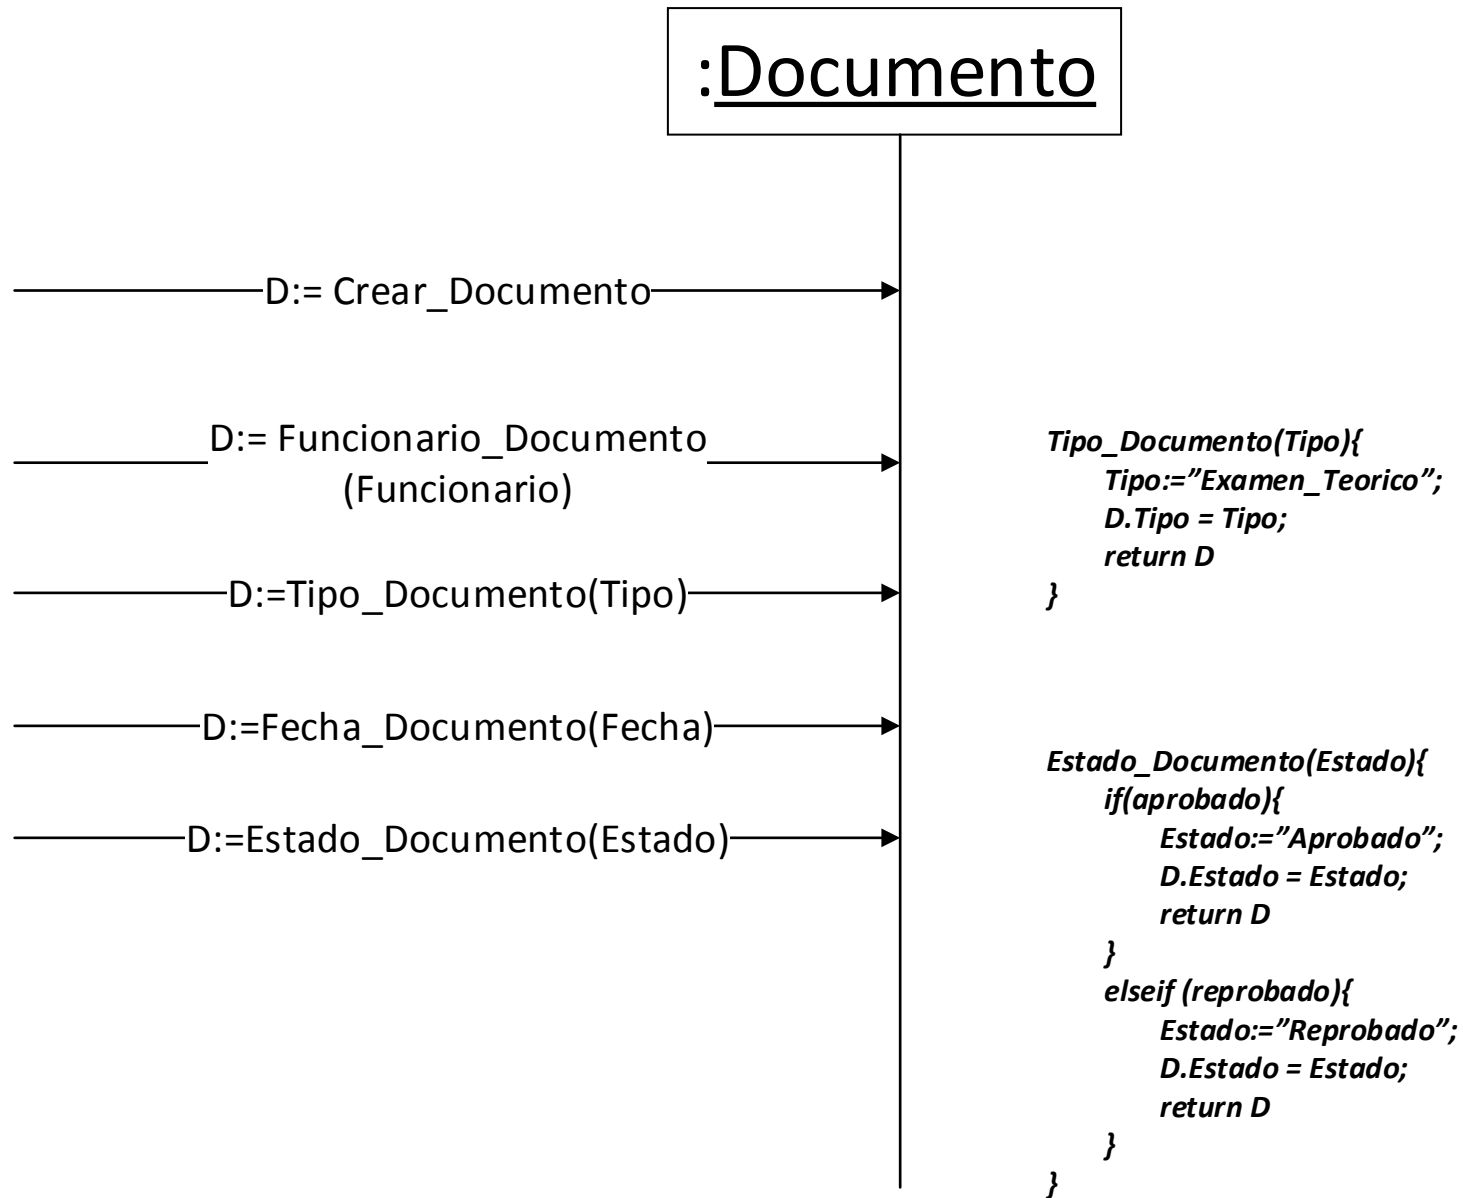 :Documento
D:= Crear_Documento
D:= Funcionario_Documento
(Funcionario)
D:=Tipo_Documento(Tipo)
D:=Fecha_Documento(Fecha)
D:=Estado_Documento(Estado)
Tipo_Documento(Tipo){
Tipo:=”Examen_Teorico”;
D.Tipo = Tipo;
return D
}
Estado_Documento(Estado){
if(aprobado){
Estado:=”Aprobado”;
D.Estado = Estado;
return D
}
elseif (reprobado){
Estado:=”Reprobado”;
D.Estado = Estado;
return D
}
}